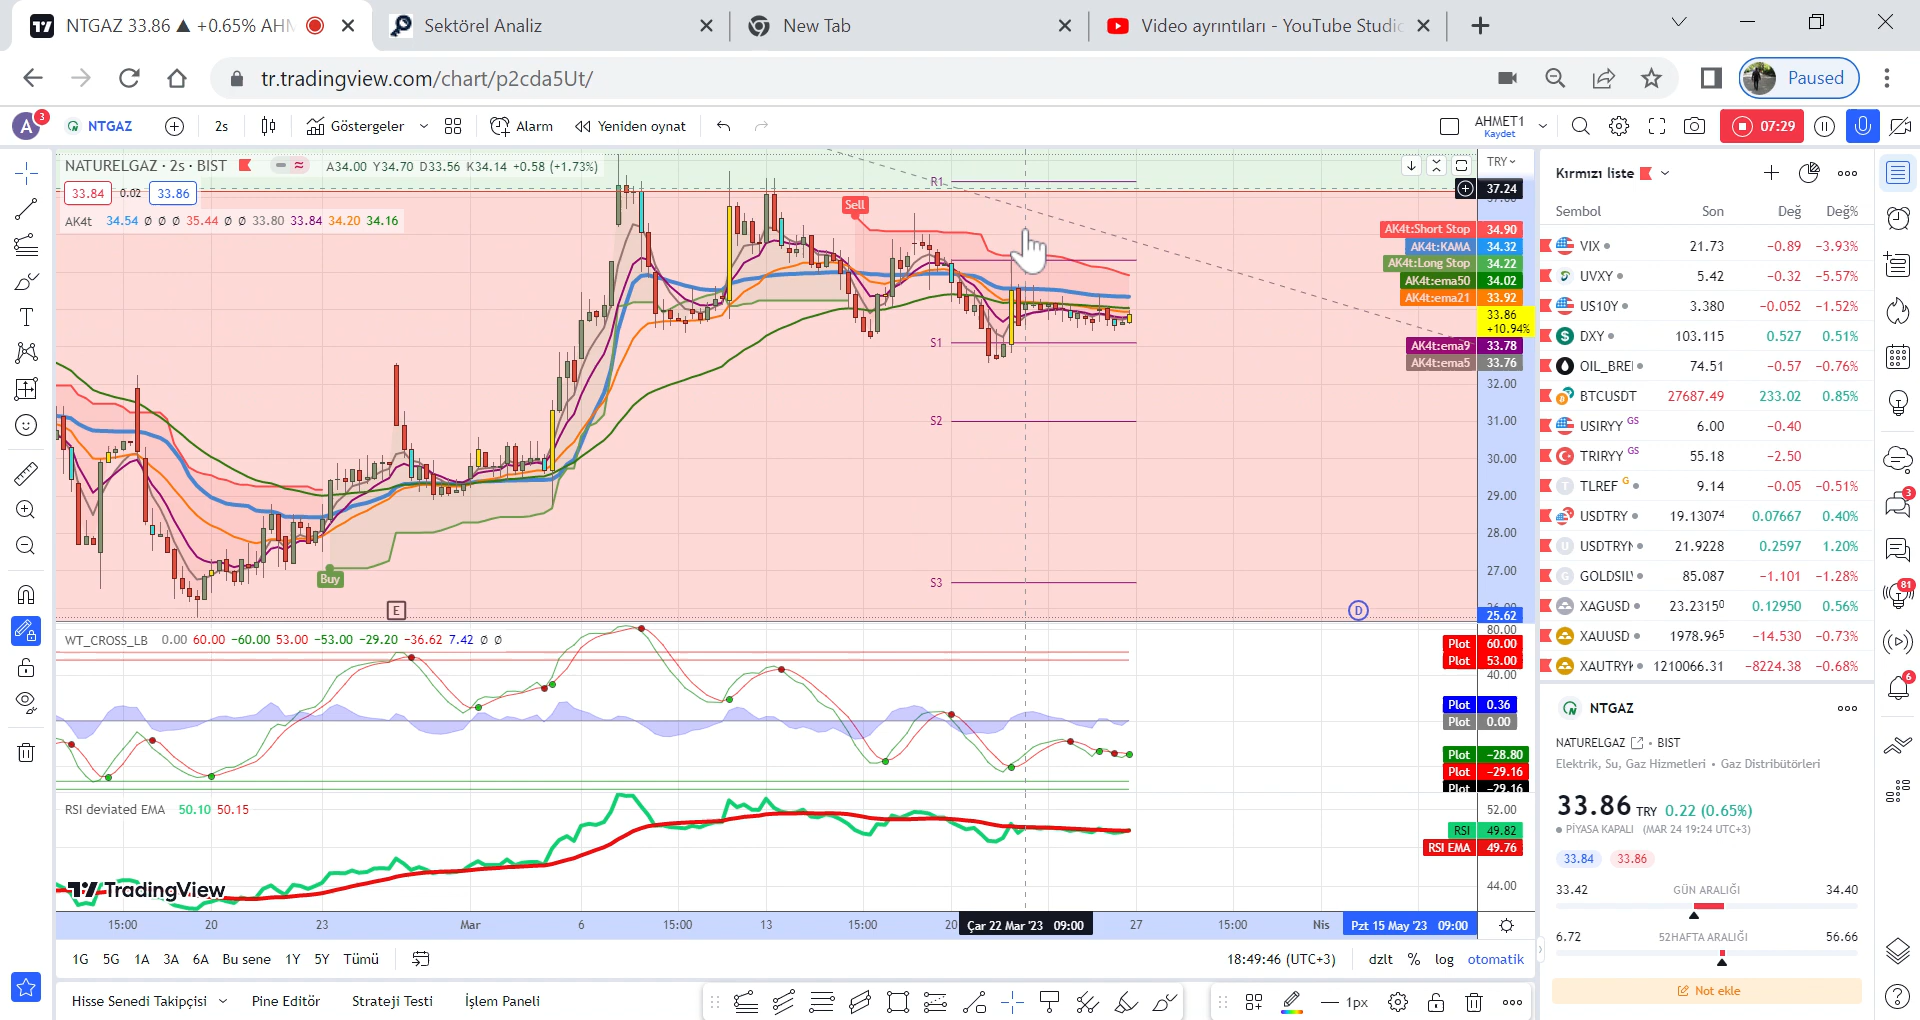 NTGAZ 33.86 ▲ +0.65% AHM
Sektörel Analiz
New Tab
Video ayrıntıları - YouTube Studio
tr.tradingview.com/chart/p2cda5Ut/
Paused
A 3
NTGAZ
2s
Göstergeler
Alarm
Yeniden oynat
AHMET1
Kaydet
07:29
NATURELGAZ · 2s · BIST
A34.00 Y34.70 D33.56 K34.14 +0.58 (+1.73%)
33.84 0.02 33.86
AK4t 34.54 ∅ ∅ ∅ 35.44 ∅ ∅ 33.80 33.84 34.20 34.16
TRY
37.24
R1
Sell
AK4t:Short Stop 34.90
AK4t:KAMA 34.32
AK4t:Long Stop 34.22
AK4t:ema50 34.02
AK4t:ema21 33.92
33.86
+10.94%
S1
AK4t:ema9 33.78
AK4t:ema5 33.76
32.00
S2
31.00
30.00
29.00
28.00
27.00
Buy
S3
E
D
25.62
WT_CROSS_LB 0.00 60.00 −60.00 53.00 −53.00 −29.20 −36.62 7.42 ∅ ∅
80.00
Plot 60.00
Plot 53.00
40.00
Plot 0.36
Plot 0.00
Plot −28.80
Plot −29.16
Plot −29.16
RSI deviated EMA 50.10 50.15
52.00
RSI 49.82
RSI EMA 49.76
44.00
TradingView
15:00 20 23 Mar 6 15:00 13 15:00 20 Çar 22 Mar '23 09:00 27 15:00 Nis Pzt 15 May '23 09:00
1G 5G 1A 3A 6A Bu sene 1Y 5Y Tümü
18:49:46 (UTC+3)
dzlt % log otomatik
Hisse Senedi Takipçisi Pine Editör Strateji Testi İşlem Paneli
1px
Kırmızı liste
Sembol Son Değ Değ%
VIX 21.73 −0.89 −3.93%
UVXY 5.42 −0.32 −5.57%
US10Y 3.380 −0.052 −1.52%
DXY 103.115 0.527 0.51%
OIL_BREI 74.51 −0.57 −0.76%
BTCUSDT 27687.49 233.02 0.85%
USIRYY GS 6.00 −0.40
TRIRYY GS 55.18 −2.50
TLREF G 9.14 −0.05 −0.51%
USDTRY 19.13074 0.07667 0.40%
USDTRYN 21.9228 0.2597 1.20%
GOLDSILV 85.087 −1.101 −1.28%
XAGUSD 23.23150 0.12950 0.56%
XAUUSD 1978.965 −14.530 −0.73%
XAUTRYK 1210066.31 −8224.38 −0.68%
NTGAZ
NATURELGAZ · BIST
Elektrik, Su, Gaz Hizmetleri • Gaz Distribütörleri
33.86 TRY 0.22 (0.65%)
PİYASA KAPALI (MAR 24 19:24 UTC+3)
33.84 33.86
33.42 GÜN ARALIĞI 34.40
6.72 52HAFTA ARALIĞI 56.66
Not ekle
3
81
6